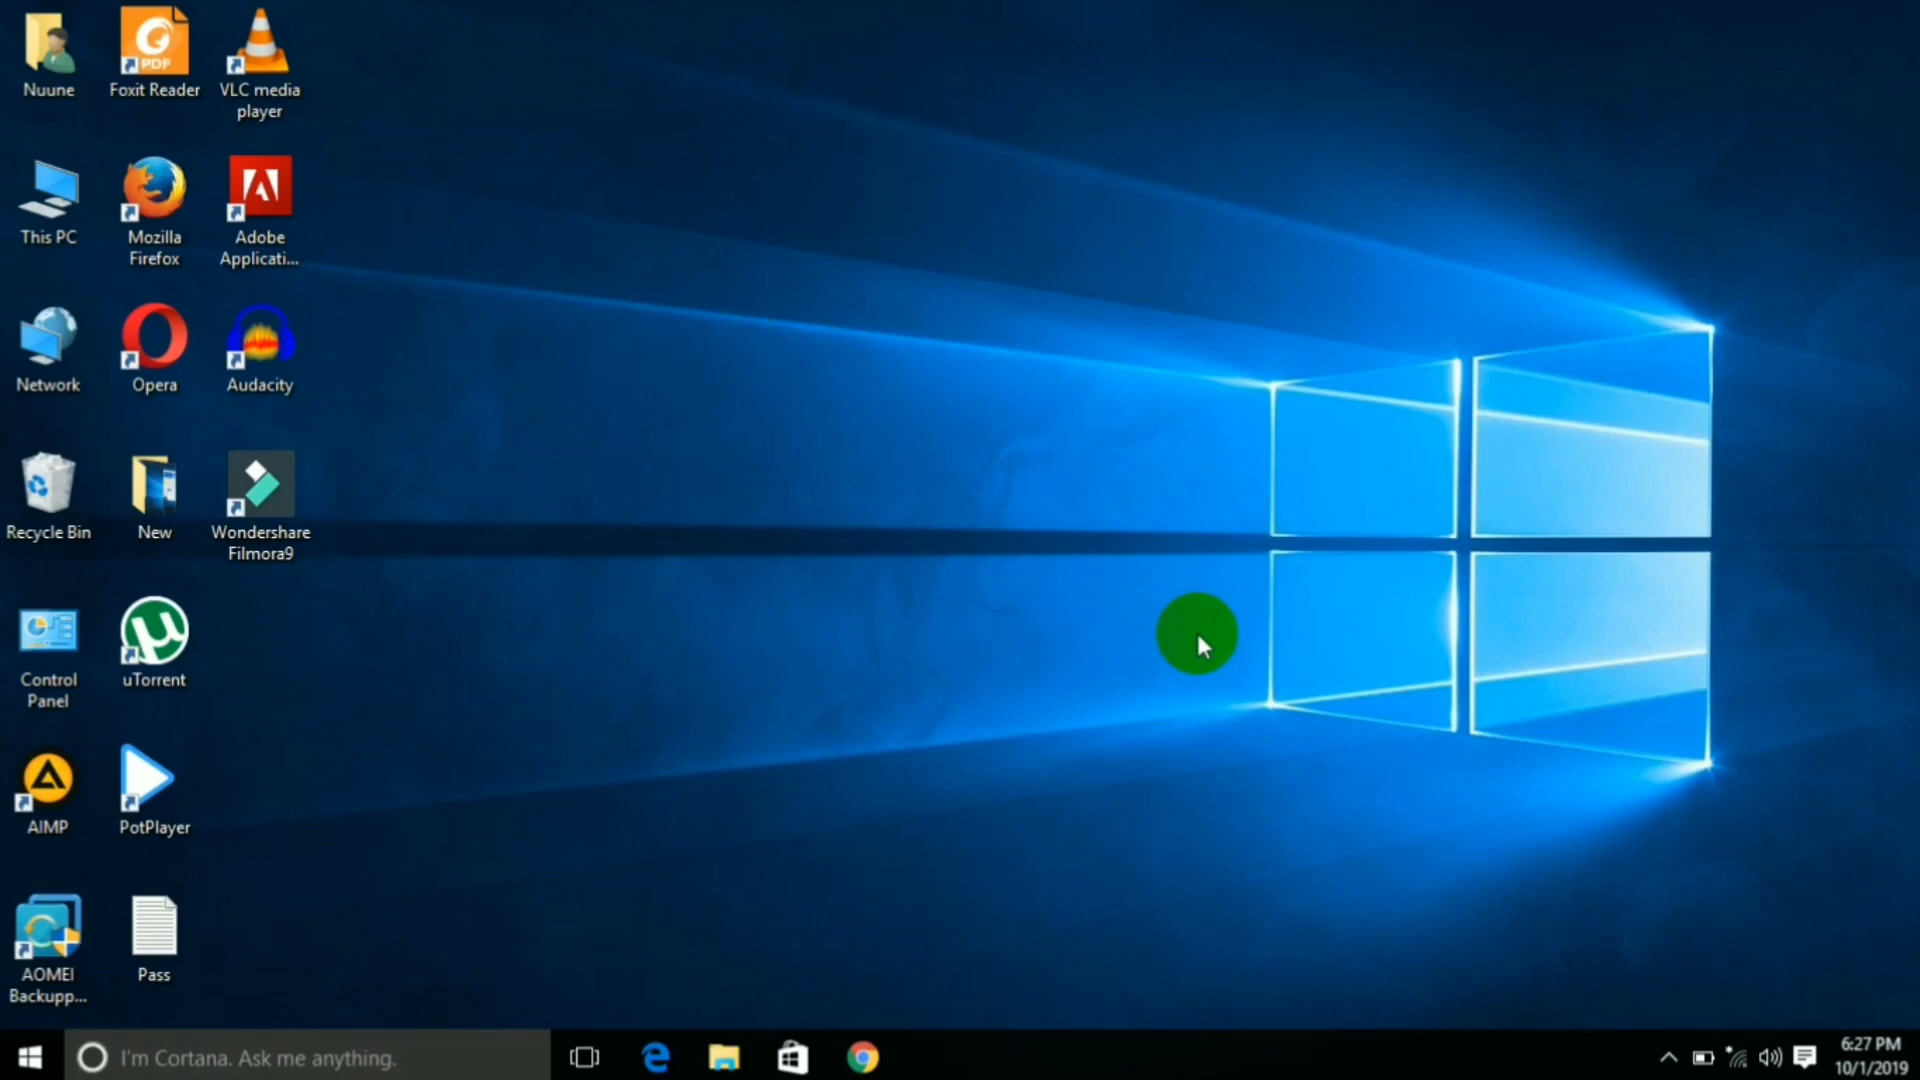 Nuune
Foxit Reader
VLC media
player
This PC
Mozilla
Firefox
Adobe
Applicati...
Network
Opera
Audacity
Recycle Bin
New
Wondershare
Filmora9
Control
Panel
uTorrent
AIMP
PotPlayer
AOMEI
Backupp...
Pass
PDF
I'm Cortana. Ask me anything.
6:27 PM
10/1/2019